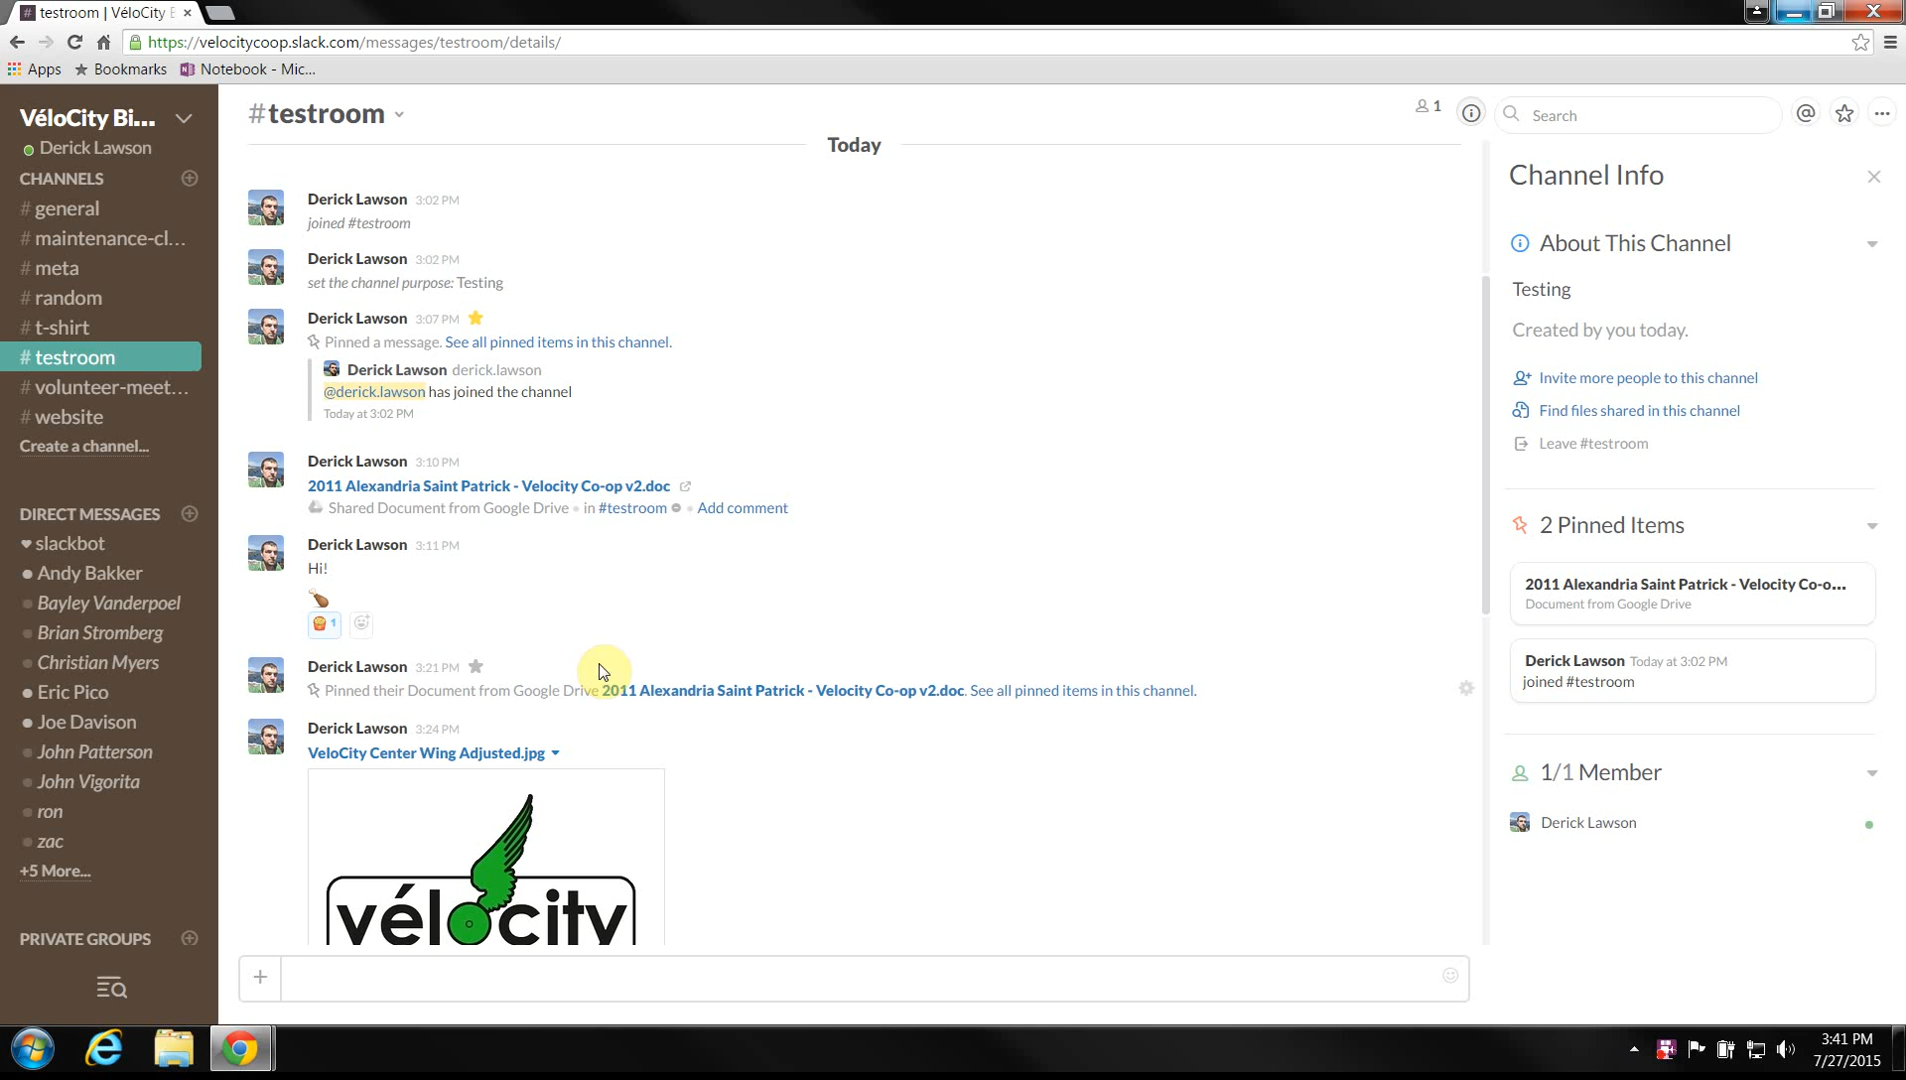 testroom | VéloCity B
https://velocitycoop.slack.com/messages/testroom/details/
Apps Bookmarks Notebook - Mic...
VéloCity Bi...
Derick Lawson
CHANNELS
# general
# maintenance-cl...
# meta
# random
# t-shirt
# testroom
# volunteer-meet...
# website
Create a channel...
DIRECT MESSAGES
slackbot
Andy Bakker
Bayley Vanderpoel
Brian Stromberg
Christian Myers
Eric Pico
Joe Davison
John Patterson
John Vigorita
ron
zac
+5 More...
PRIVATE GROUPS
#testroom
1
Search
Today
Derick Lawson 3:02 PM
joined #testroom
Derick Lawson 3:02 PM
set the channel purpose: Testing
Derick Lawson 3:07 PM
Pinned a message. See all pinned items in this channel.
Derick Lawson derick.lawson
@derick.lawson has joined the channel
Today at 3:02 PM
Derick Lawson 3:10 PM
2011 Alexandria Saint Patrick - Velocity Co-op v2.doc
Shared Document from Google Drive • in #testroom • Add comment
Derick Lawson 3:11 PM
Hi!
1
Derick Lawson 3:21 PM
Pinned their Document from Google Drive 2011 Alexandria Saint Patrick - Velocity Co-op v2.doc. See all pinned items in this channel.
Derick Lawson 3:24 PM
VeloCity Center Wing Adjusted.jpg
vélocity
Channel Info
About This Channel
Testing
Created by you today.
Invite more people to this channel
Find files shared in this channel
Leave #testroom
2 Pinned Items
2011 Alexandria Saint Patrick - Velocity Co-o...
Document from Google Drive
Derick Lawson Today at 3:02 PM
joined #testroom
1/1 Member
Derick Lawson
3:41 PM
7/27/2015